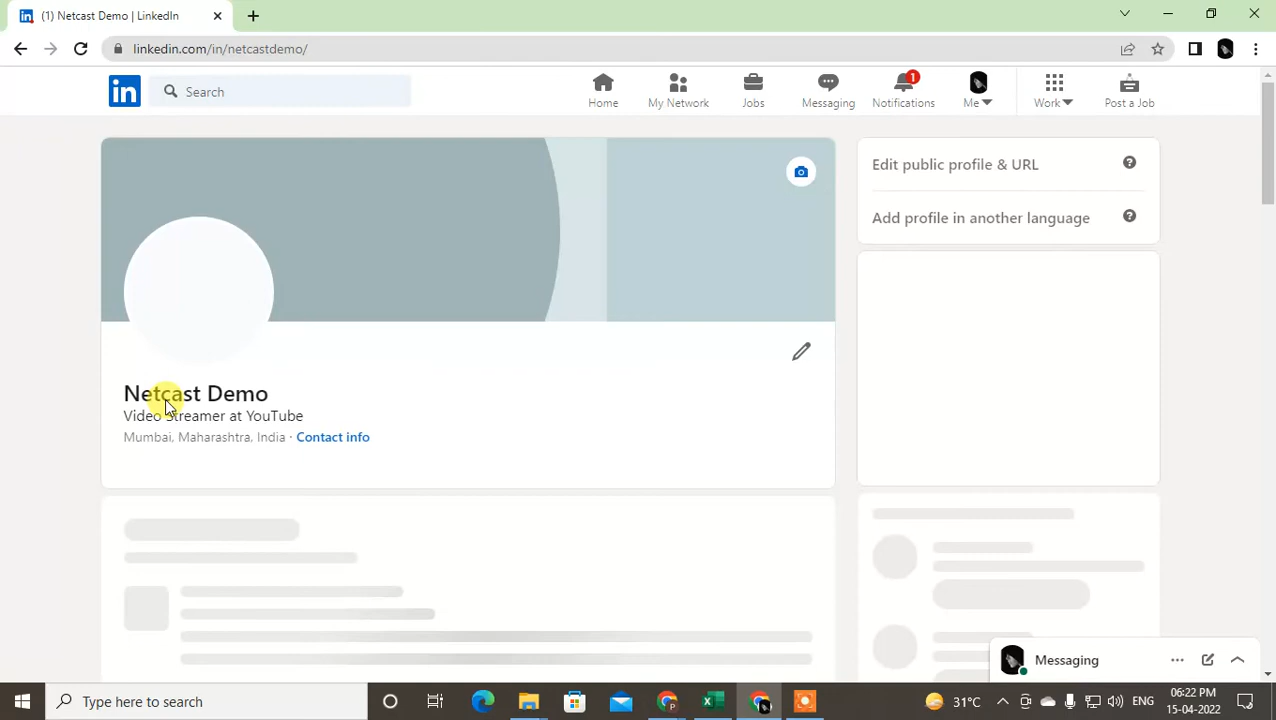 (1) Netcast Demo | LinkedIn
linkedin.com/in/netcastdemo/
in
Search
Home
My Network
Jobs
Messaging
1
Notifications
Me
Work
Post a Job
Edit public profile & URL
Add profile in another language
Netcast Demo
Video Streamer at YouTube
Mumbai, Maharashtra, India · Contact info
Messaging
Type here to search
31°C
ENG
06:22 PM
15-04-2022